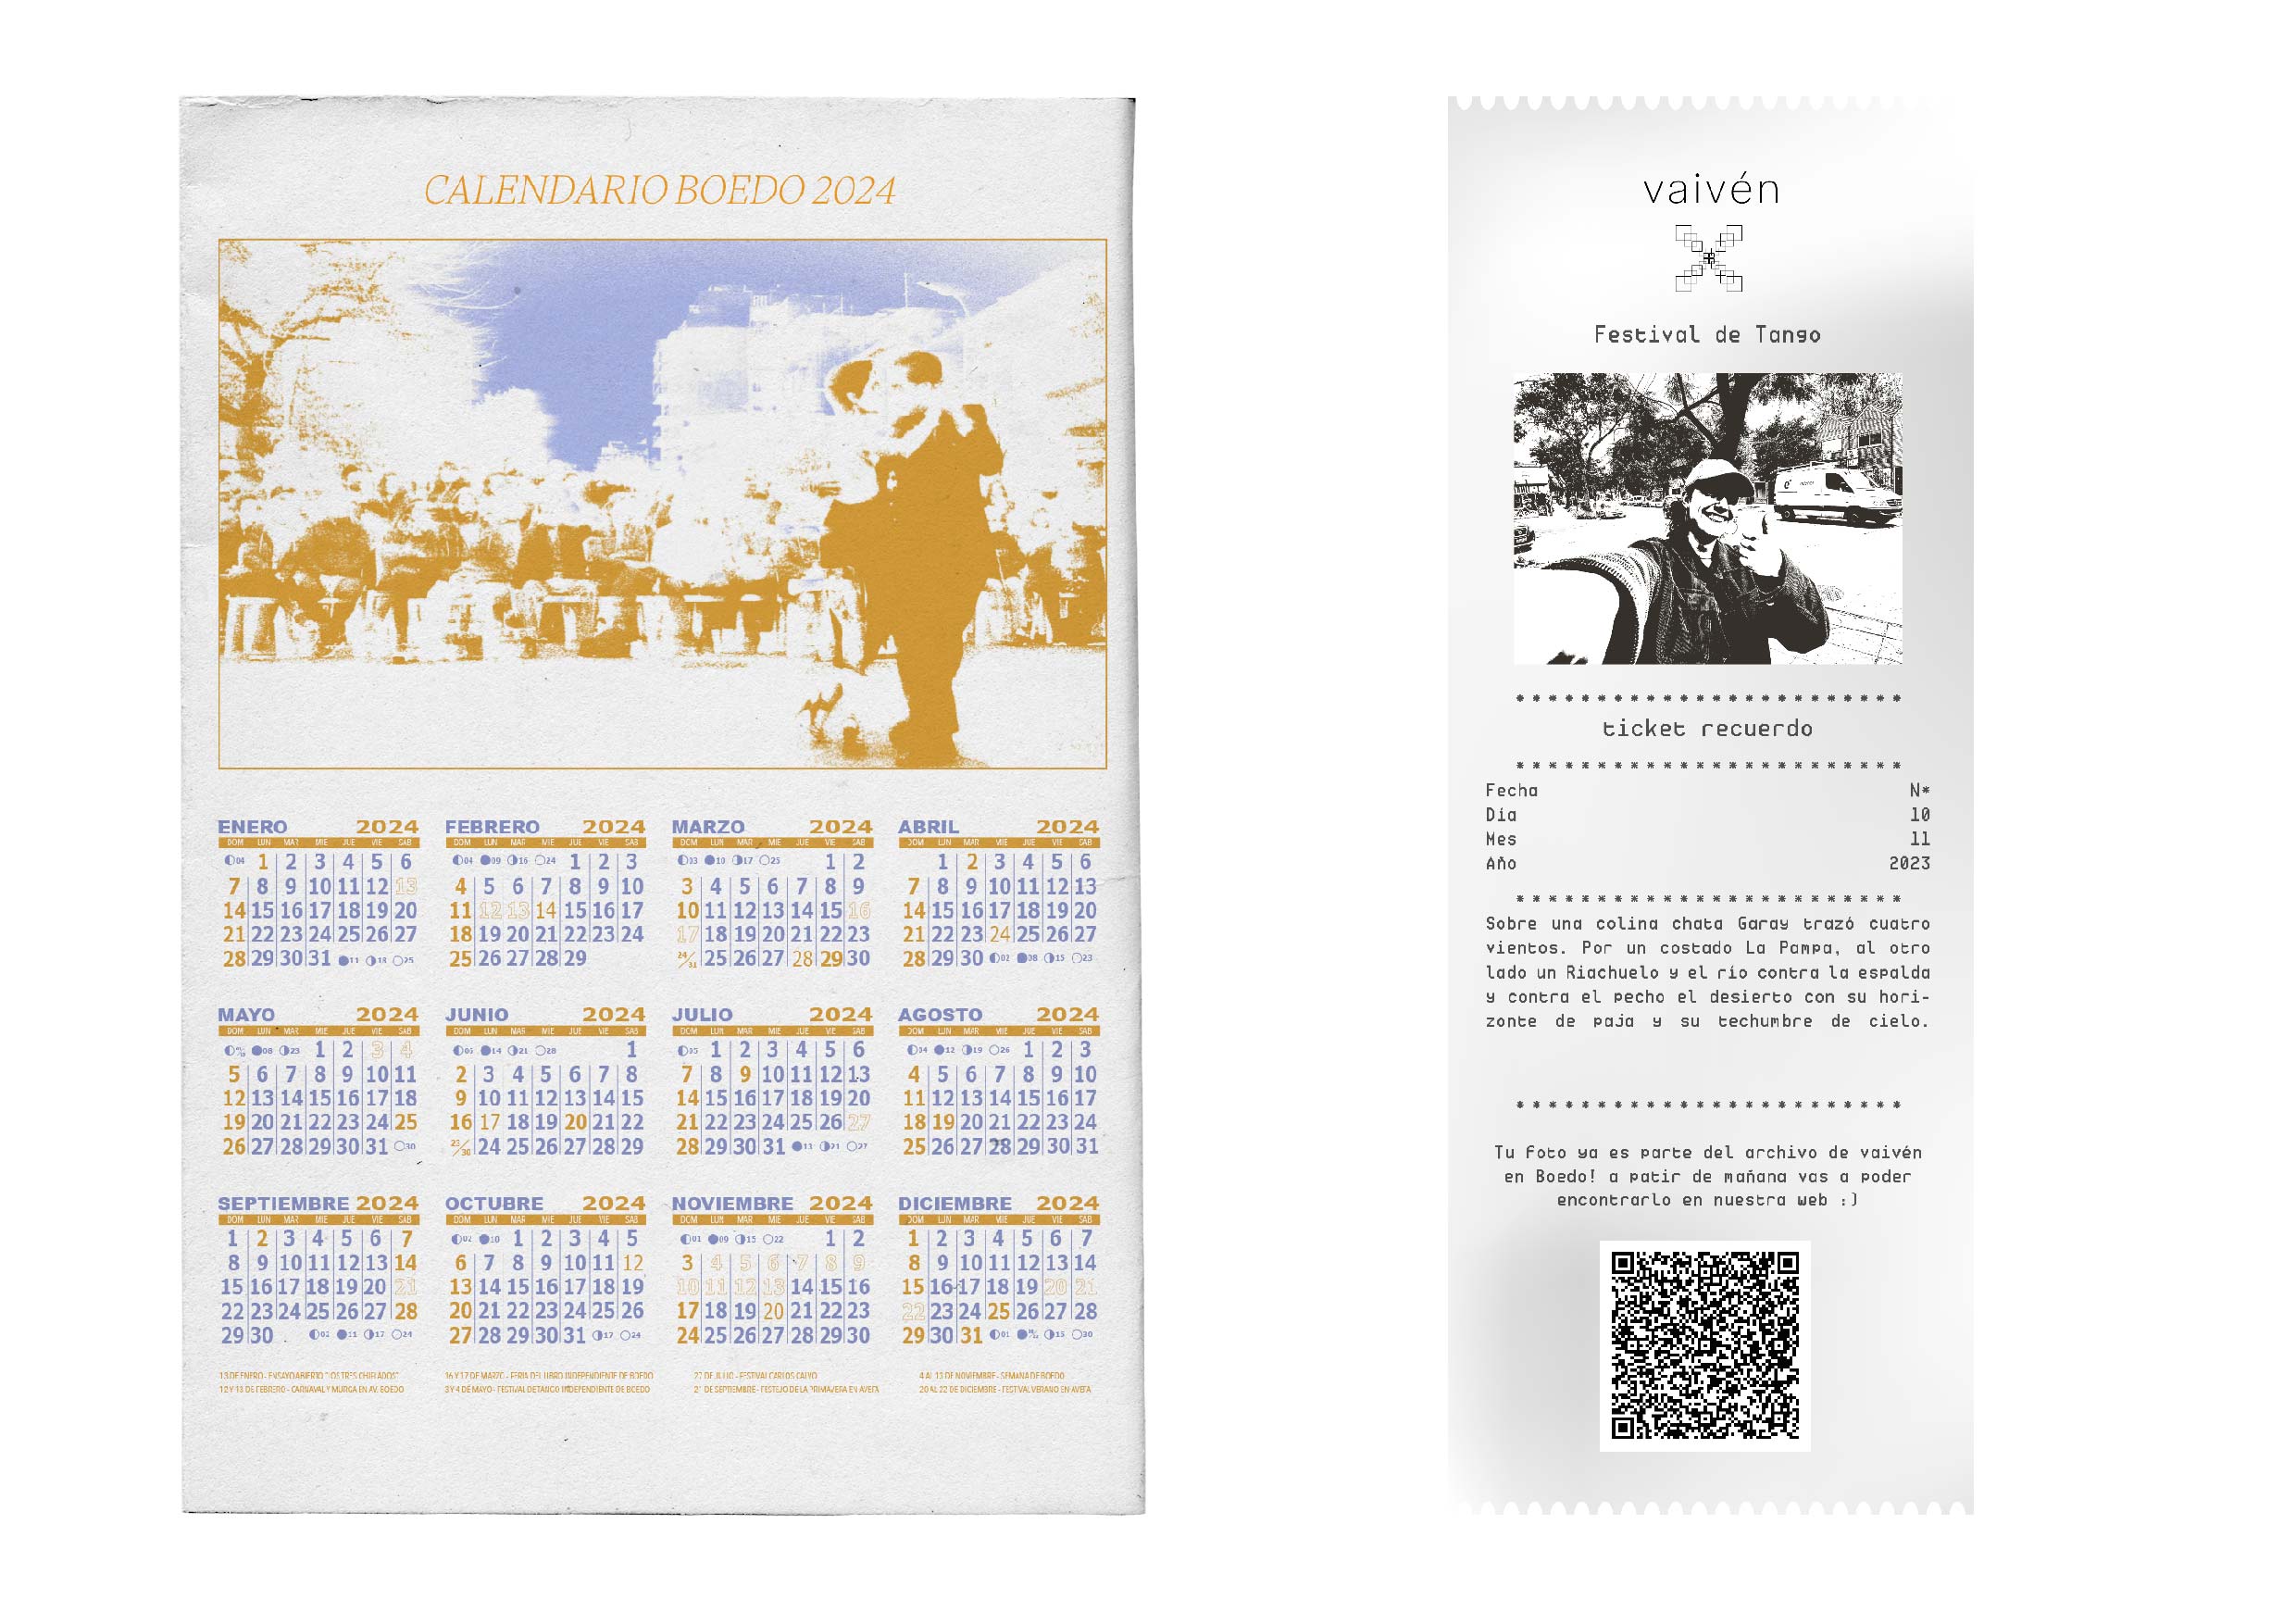 CALENDARIO BOEDO 2024
ENERO 2024
DOM LUN MAR MIE JUE VIE SAB
04 1 2 3 4 5 6
7 8 9 10 11 12 13
14 15 16 17 18 19 20
21 22 23 24 25 26 27
28 29 30 31 11 18 25
FEBRERO 2024
DOM LUN MAR MIE JUE VIE SAB
04 09 16 24 1 2 3
4 5 6 7 8 9 10
11 12 13 14 15 16 17
18 19 20 21 22 23 24
25 26 27 28 29
MARZO 2024
DOM LUN MAR MIE JUE VIE SAB
03 10 17 25 1 2
3 4 5 6 7 8 9
10 11 12 13 14 15 16
17 18 19 20 21 22 23
24/31 25 26 27 28 29 30
ABRIL 2024
DOM LUN MAR MIE JUE VIE SAB
1 2 3 4 5 6
7 8 9 10 11 12 13
14 15 16 17 18 19 20
21 22 23 24 25 26 27
28 29 30 02 08 15 23
MAYO 2024
DOM LUN MAR MIE JUE VIE SAB
08 23 1 2 3 4
5 6 7 8 9 10 11
12 13 14 15 16 17 18
19 20 21 22 23 24 25
26 27 28 29 30 31 30
JUNIO 2024
DOM LUN MAR MIE JUE VIE SAB
14 21 28 1
2 3 4 5 6 7 8
9 10 11 12 13 14 15
16 17 18 19 20 21 22
23/30 24 25 26 27 28 29
JULIO 2024
DOM LUN MAR MIE JUE VIE SAB
05 1 2 3 4 5 6
7 8 9 10 11 12 13
14 15 16 17 18 19 20
21 22 23 24 25 26 27
28 29 30 31 13 21 27
AGOSTO 2024
DOM LUN MAR MIE JUE VIE SAB
04 12 19 26 1 2 3
4 5 6 7 8 9 10
11 12 13 14 15 16 17
18 19 20 21 22 23 24
25 26 27 28 29 30 31
SEPTIEMBRE 2024
DOM LUN MAR MIE JUE VIE SAB
1 2 3 4 5 6 7
8 9 10 11 12 13 14
15 16 17 18 19 20 21
22 23 24 25 26 27 28
29 30 02 11 17 24
OCTUBRE 2024
DOM LUN MAR MIE JUE VIE SAB
02 10 1 2 3 4 5
6 7 8 9 10 11 12
13 14 15 16 17 18 19
20 21 22 23 24 25 26
27 28 29 30 31 17 24
NOVIEMBRE 2024
DOM LUN MAR MIE JUE VIE SAB
01 09 15 22 1 2
3 4 5 6 7 8 9
10 11 12 13 14 15 16
17 18 19 20 21 22 23
24 25 26 27 28 29 30
DICIEMBRE 2024
DOM LUN MAR MIE JUE VIE SAB
1 2 3 4 5 6 7
8 9 10 11 12 13 14
15 16 17 18 19 20 21
22 23 24 25 26 27 28
29 30 31 01 15 30
13 DE ENERO - ENSAYO ABIERTO "LOS TRES CHIFLADOS"
12 Y 13 DE FEBRERO - CARNAVAL Y MURGA EN AV. BOEDO
16 Y 17 DE MARZO - FERIA DEL LIBRO INDEPENDIENTE DE BOEDO
3 Y 4 DE MAYO - FESTIVAL DE TANGO INDEPENDIENTE DE BOEDO
27 DE JULIO - FESTIVAL CARLOS CALVO
21 DE SEPTIEMBRE - FESTEJO DE LA PRIMAVERA EN AVEFA
4 AL 13 DE NOVIEMBRE - SEMANA DE BOEDO
20 AL 22 DE DICIEMBRE - FESTIVAL VERANO EN AVEFA
vaivén
Festival de Tango
************************
ticket recuerdo
************************
Fecha N*
Día 10
Mes 11
Año 2023
************************
Sobre una colina chata Garay trazó cuatro
vientos. Por un costado La Pampa, al otro
lado un Riachuelo y el río contra la espalda
y contra el pecho el desierto con su hori-
zonte de paja y su techumbre de cielo.
************************
Tu foto ya es parte del archivo de vaivén
en Boedo! a patir de mañana vas a poder
encontrarlo en nuestra web :)